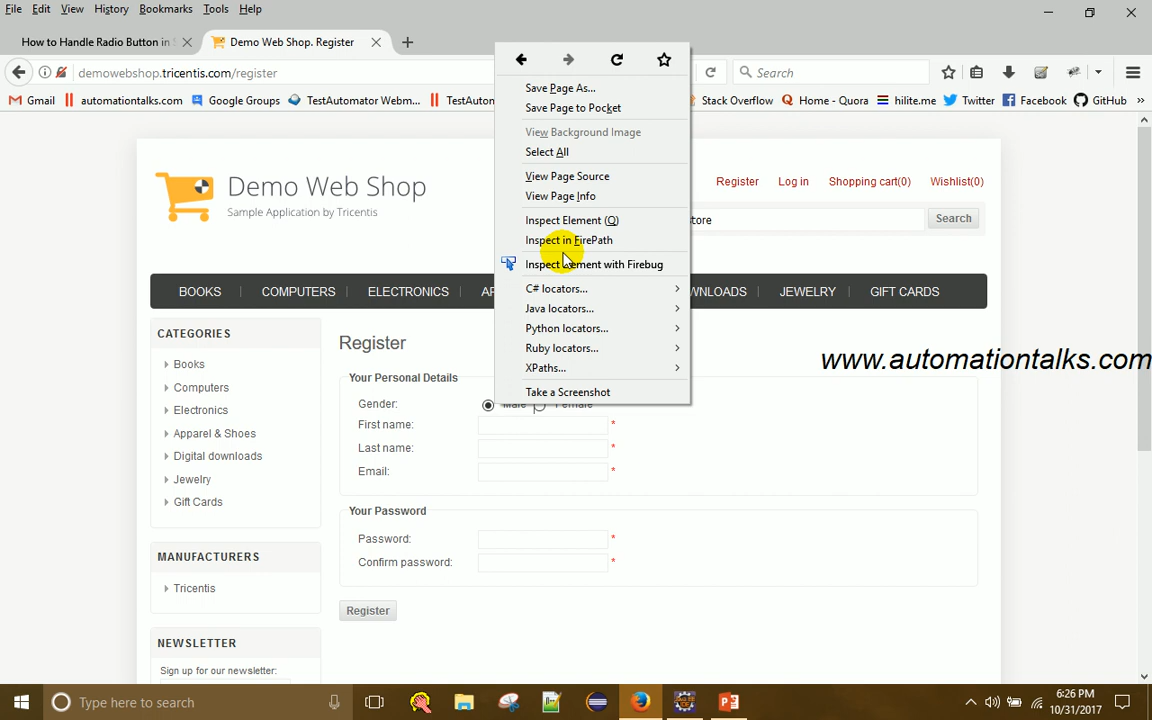 File Edit View History Bookmarks Tools Help
How to Handle Radio Button in S
Demo Web Shop. Register
demowebshop.tricentis.com/register
Search
Gmail automationtalks.com Google Groups TestAutomator Webm... TestAuton Stack Overflow Home - Quora hilite.me Twitter Facebook GitHub »
Save Page As...
Save Page to Pocket
View Background Image
Select All
View Page Source
View Page Info
Inspect Element (Q)
Inspect in FirePath
Inspect Element with Firebug
C# locators...
Java locators...
Python locators...
Ruby locators...
XPaths...
Take a Screenshot
Demo Web Shop
Sample Application by Tricentis
Register Log in Shopping cart(0) Wishlist(0)
tore
Search
BOOKS COMPUTERS ELECTRONICS AP WNLOADS JEWELRY GIFT CARDS
CATEGORIES
Books
Computers
Electronics
Apparel & Shoes
Digital downloads
Jewelry
Gift Cards
MANUFACTURERS
Tricentis
NEWSLETTER
Sign up for our newsletter:
Register
Your Personal Details
Gender: Male Female
First name: *
Last name: *
Email: *
Your Password
Password: *
Confirm password: *
Register
www.automationtalks.com
Type here to search
6:26 PM
10/31/2017